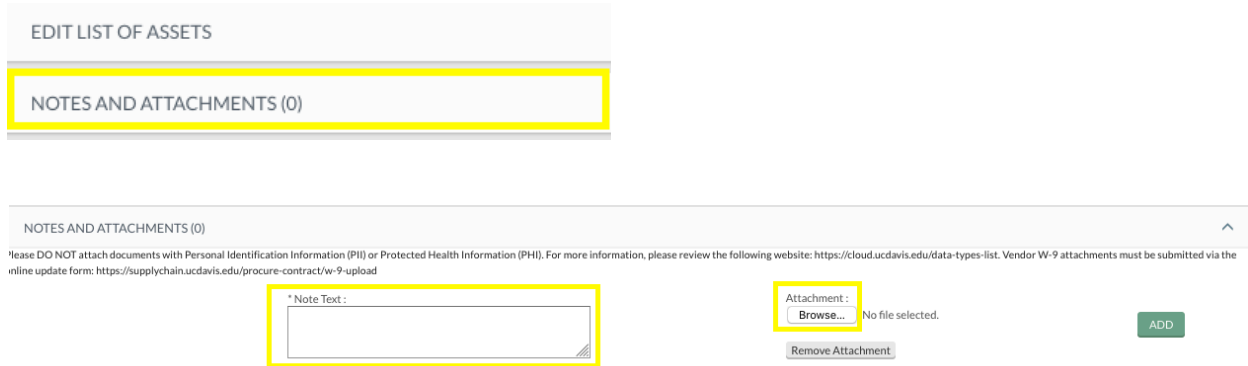 EDIT LIST OF ASSETS
NOTES AND ATTACHMENTS (0)
NOTES AND ATTACHMENTS (0)
Please DO NOT attach documents with Personal Identification Information (PII) or Protected Health Information (PHI). For more information, please review the following website: https://cloud.ucdavis.edu/data-types-list. Vendor W-9 attachments must be submitted via the
online update form: https://supplychain.ucdavis.edu/procure-contract/w-9-upload
* Note Text :
Attachment :
Browse... No file selected.
ADD
Remove Attachment